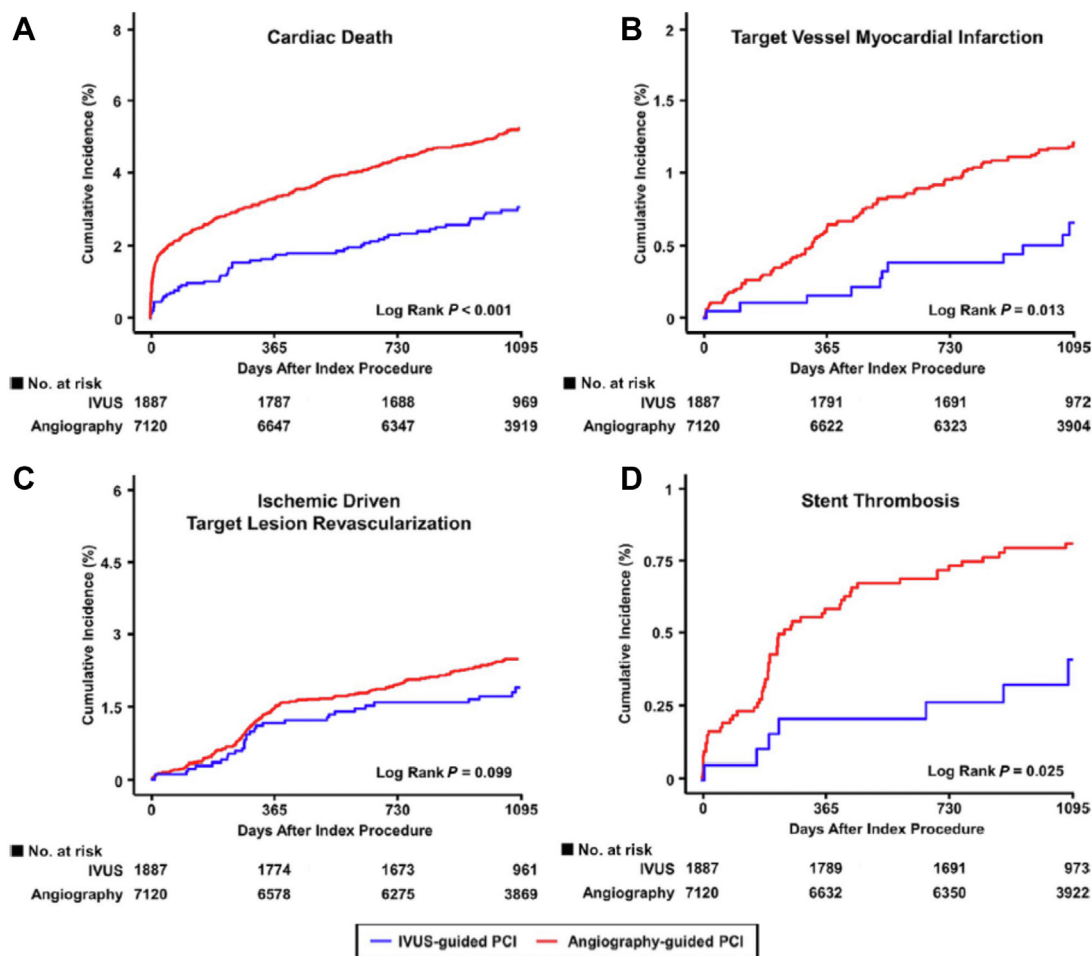 A
Cardiac Death
8
6
4
2
0
Cumulative Incidence (%)
Log Rank P < 0.001
0 365 730 1095
Days After Index Procedure
■ No. at risk
IVUS 1887 1787 1688 969
Angiography 7120 6647 6347 3919
B
Target Vessel Myocardial Infarction
2
1.5
1
0.5
0
Cumulative Incidence (%)
Log Rank P = 0.013
0 365 730 1095
Days After Index Procedure
■ No. at risk
IVUS 1887 1791 1691 972
Angiography 7120 6622 6323 3904
C
Ischemic Driven
Target Lesion Revascularization
6
4.5
3
1.5
0
Cumulative Incidence (%)
Log Rank P = 0.099
0 365 730 1095
Days After Index Procedure
■ No. at risk
IVUS 1887 1774 1673 961
Angiography 7120 6578 6275 3869
D
Stent Thrombosis
1
0.75
0.5
0.25
0
Cumulative Incidence (%)
Log Rank P = 0.025
0 365 730 1095
Days After Index Procedure
■ No. at risk
IVUS 1887 1789 1691 973
Angiography 7120 6632 6350 3922
IVUS-guided PCI Angiography-guided PCI